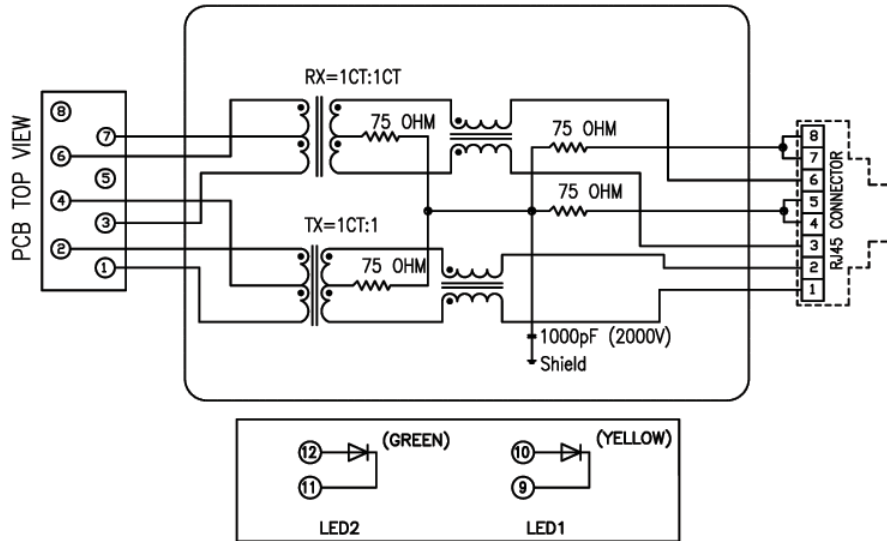 RX=1CT:1CT
75 OHM
75 OHM
75 OHM
TX=1CT:1
75 OHM
1000pF (2000V)
Shield
PCB TOP VIEW
8
7
6
5
4
3
2
1
8
7
6
5
4
3
2
1
RJ45 CONNECTOR
12
(GREEN)
11
LED2
10
(YELLOW)
9
LED1